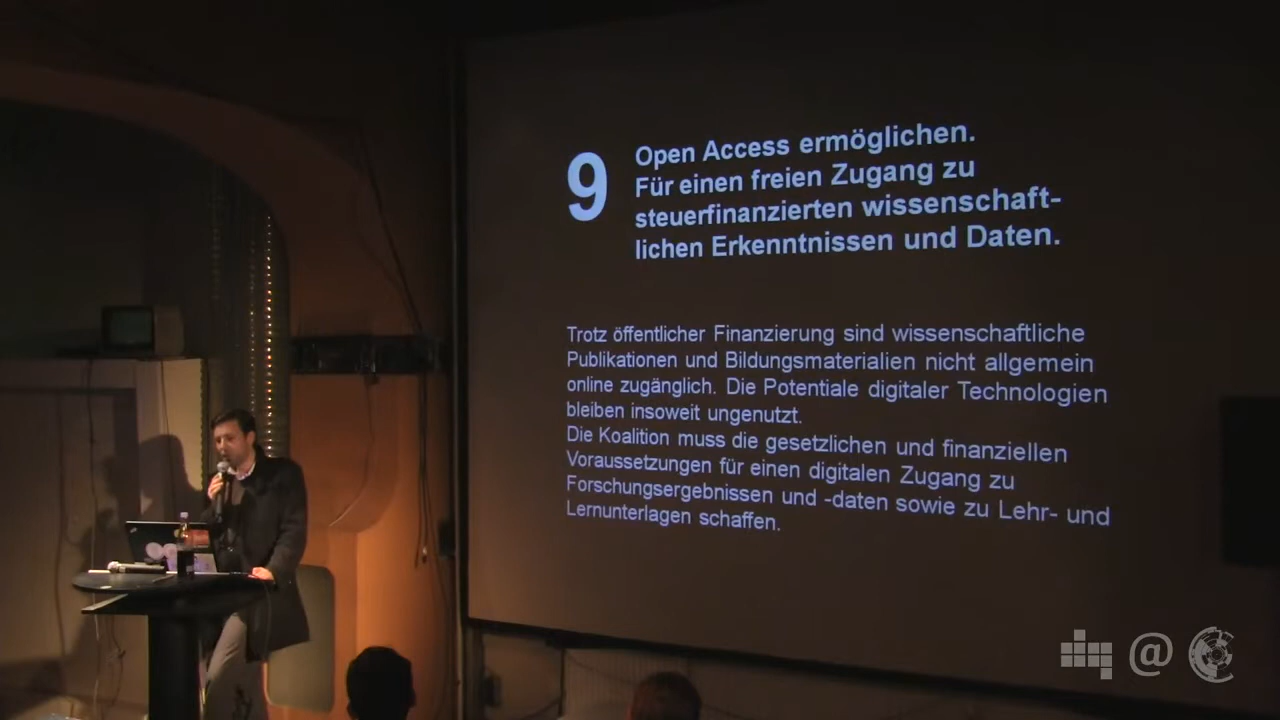 9
Open Access ermöglichen.
Für einen freien Zugang zu
steuerfinanzierten wissenschaft-
lichen Erkenntnissen und Daten.
Trotz öffentlicher Finanzierung sind wissenschaftliche
Publikationen und Bildungsmaterialien nicht allgemein
online zugänglich. Die Potentiale digitaler Technologien
bleiben insoweit ungenutzt.
Die Koalition muss die gesetzlichen und finanziellen
Voraussetzungen für einen digitalen Zugang zu
Forschungsergebnissen und -daten sowie zu Lehr- und
Lernunterlagen schaffen.
@